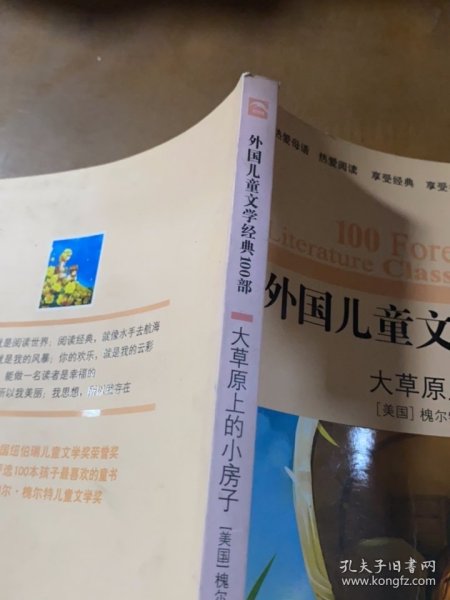 就是阅读世界；阅读经典，就像水手去航海
就是我的风暴；你的欢乐，就是我的云彩
能做一名读者是幸福的
所以我美丽；我思想，所以我存在
国纽伯瑞儿童文学奖荣誉奖
选100本孩子最喜欢的童书
尔·槐尔特儿童文学奖
外国儿童文学经典100部
大草原上的小房子
[美国] 槐尔
热爱母语 热爱阅读 享受经典 享受
100 Fore
Literature Class
外国儿童文
大草原
[美国] 槐尔
孔夫子旧书网
www.kongfz.com